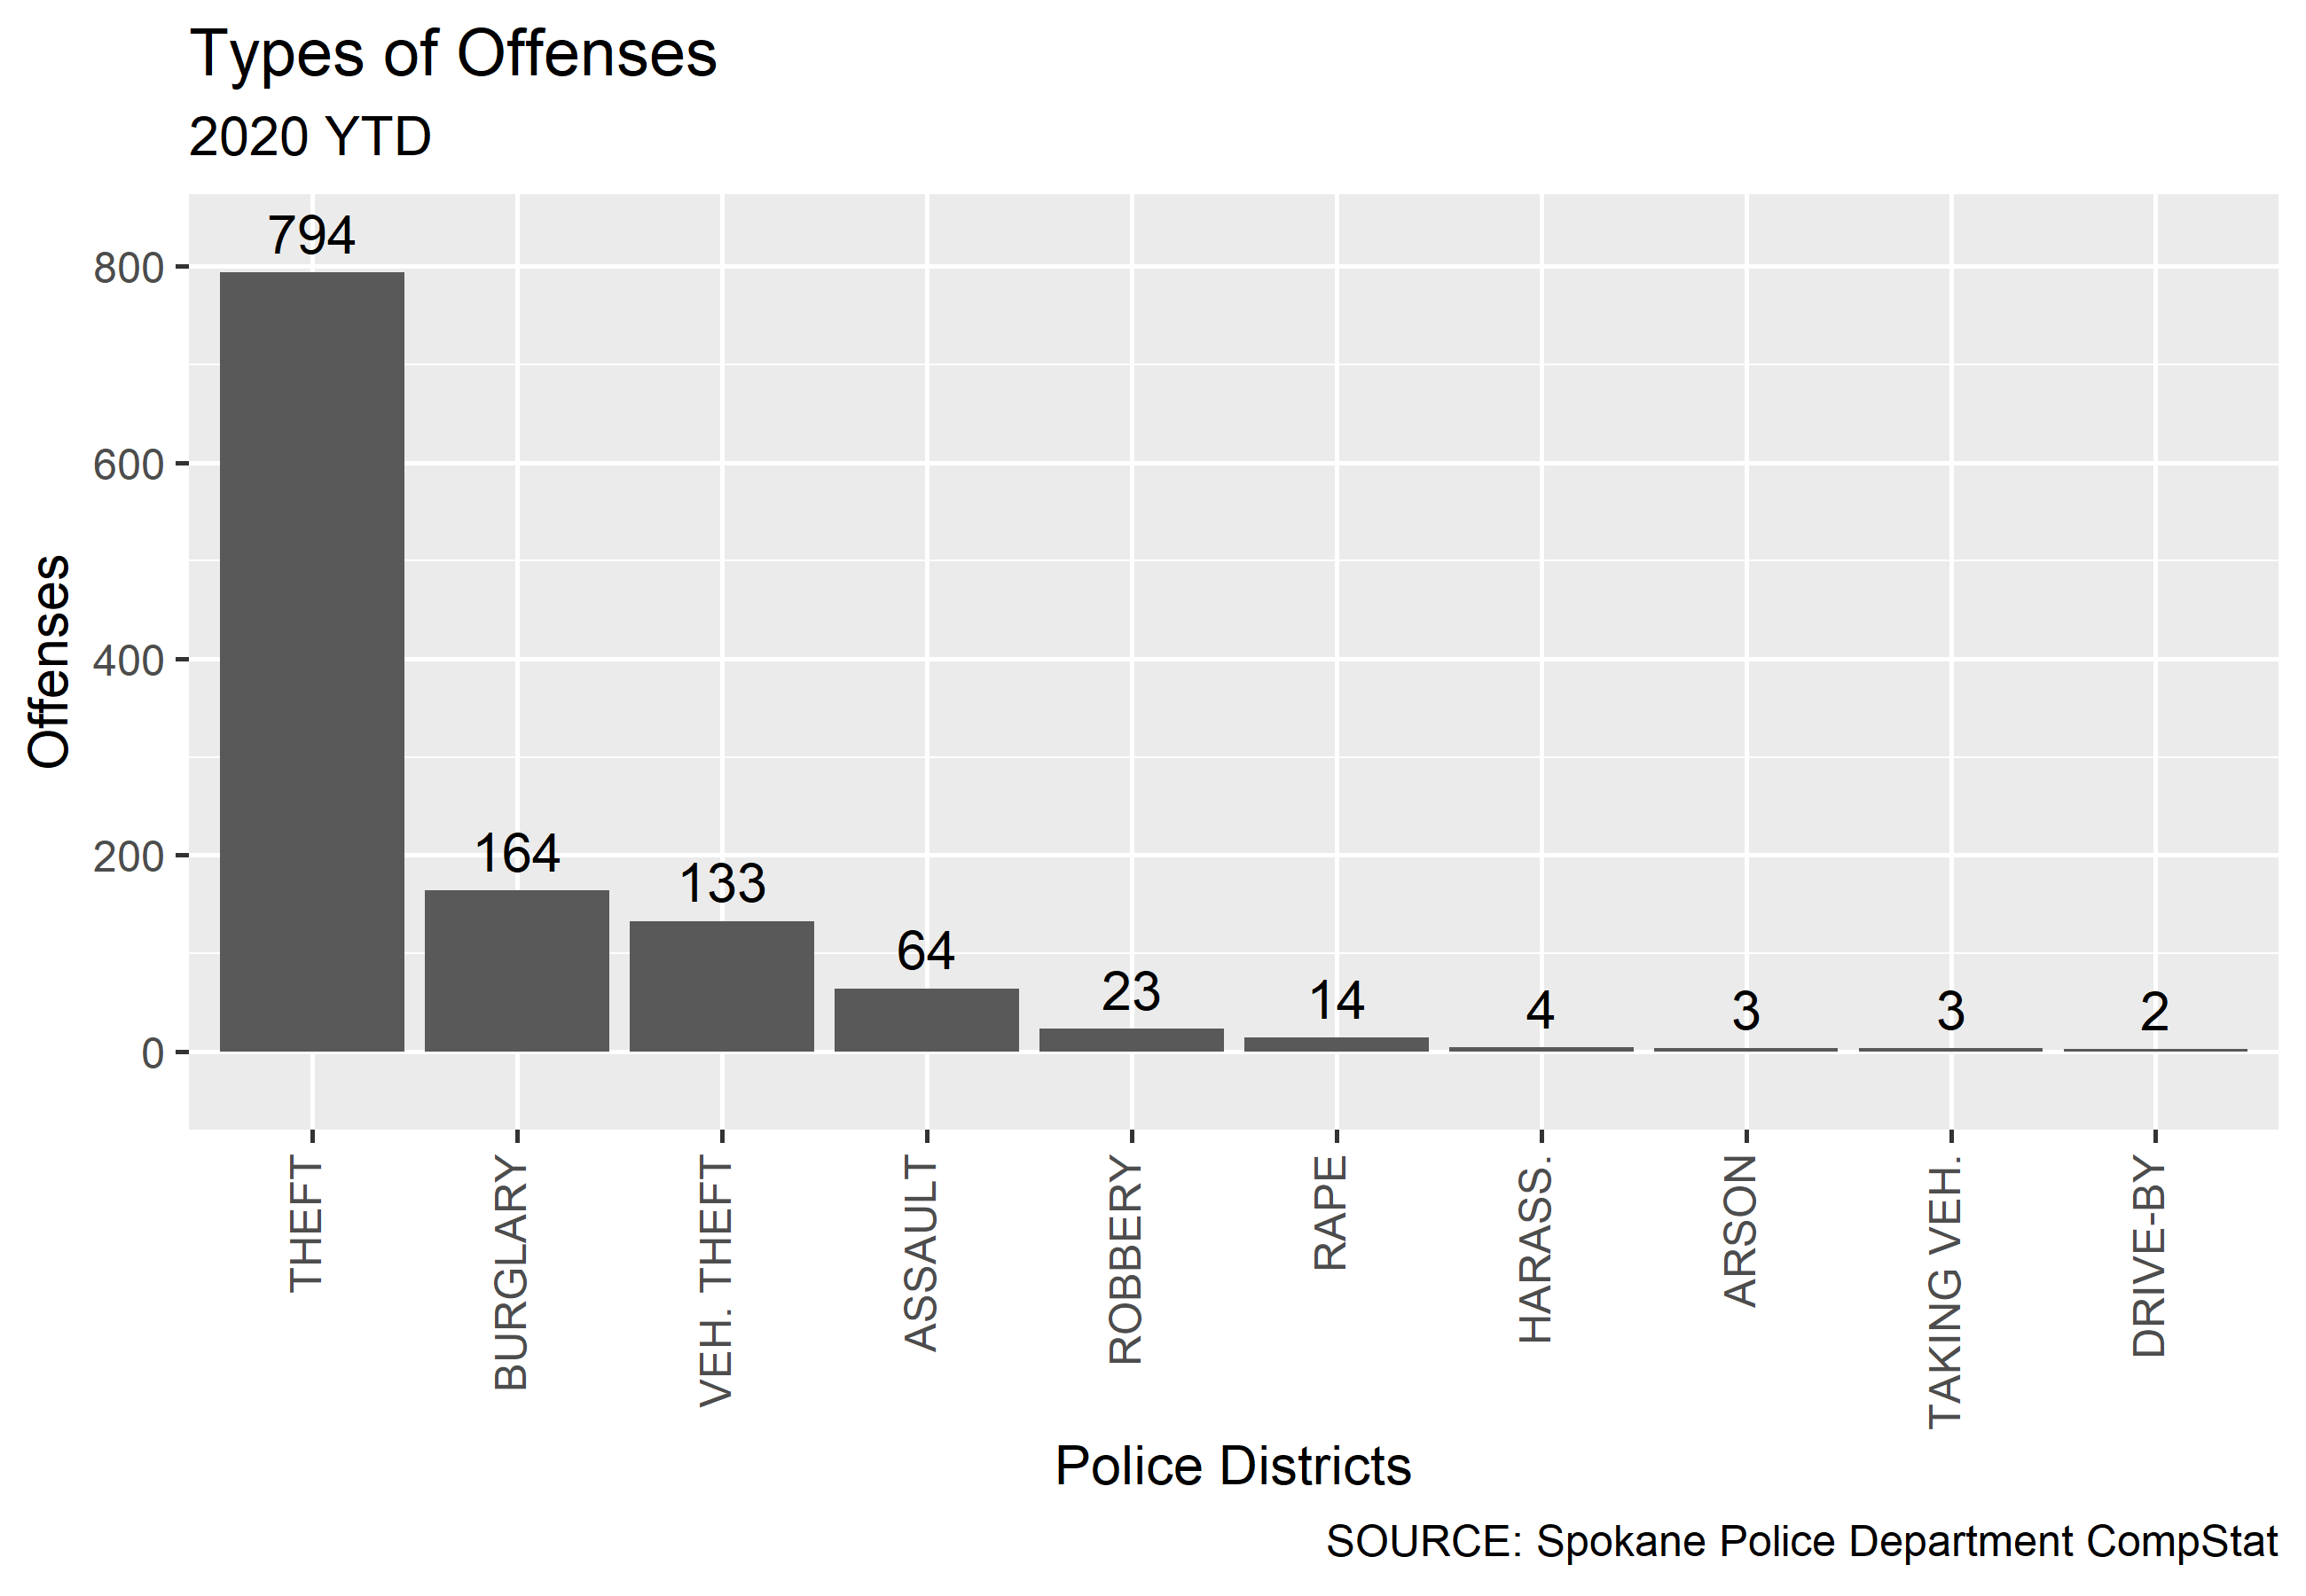 Types of Offenses
2020 YTD
Offenses
800
600
400
200
0
794
164
133
64
23
14
4
3
3
2
THEFT
BURGLARY
VEH. THEFT
ASSAULT
ROBBERY
RAPE
HARASS.
ARSON
TAKING VEH.
DRIVE-BY
Police Districts
SOURCE: Spokane Police Department CompStat